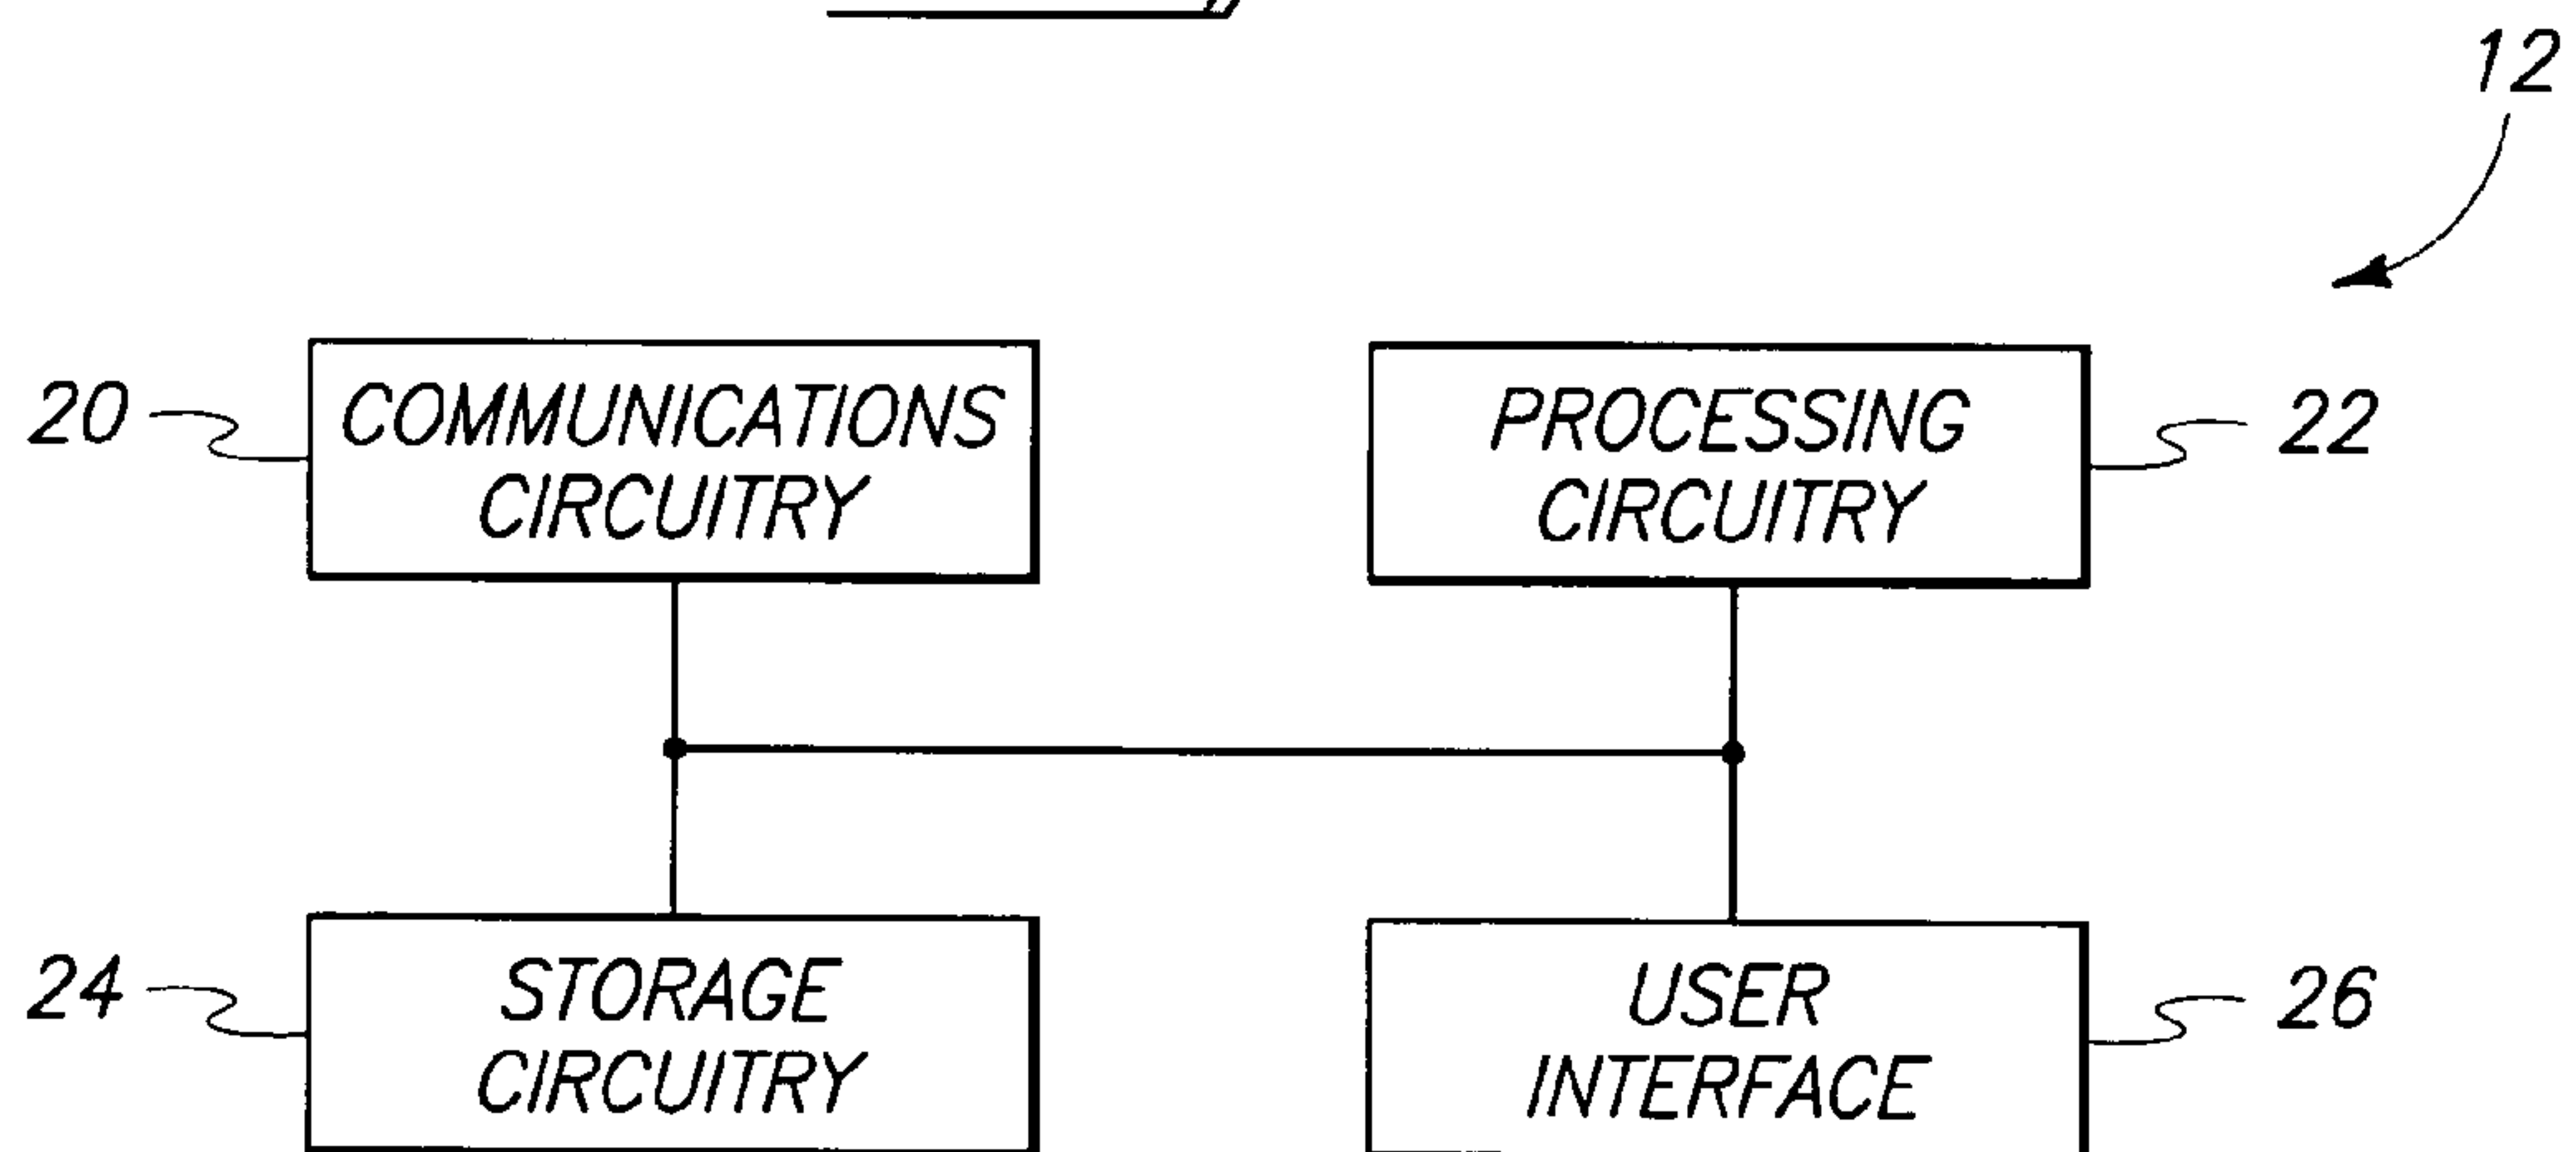 12
20
COMMUNICATIONS
CIRCUITRY
PROCESSING
CIRCUITRY
22
24
STORAGE
CIRCUITRY
USER
INTERFACE
26